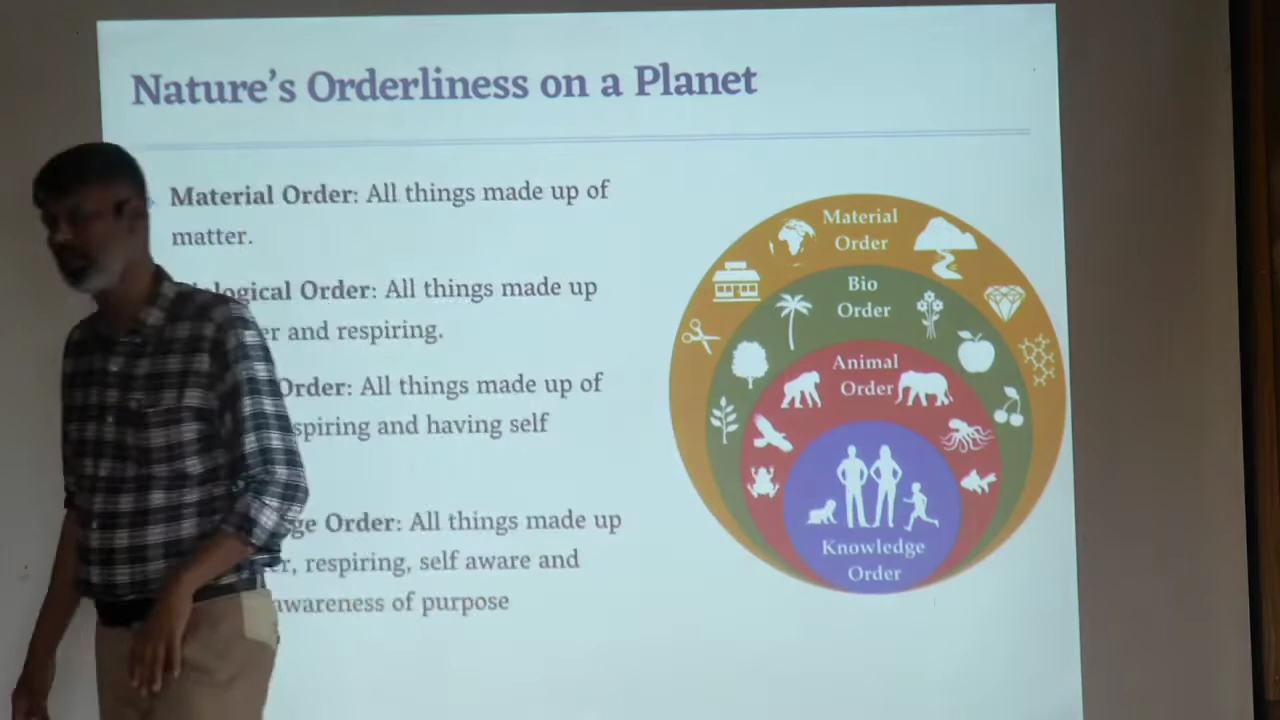 Nature's Orderliness on a Planet
Material Order: All things made up of
matter.
logical Order: All things made up
er and respiring.
Order: All things made up of
spiring and having self
ge Order: All things made up
r, respiring, self aware and
awareness of purpose
Material
Order
Bio
Order
Animal
Order
Knowledge
Order